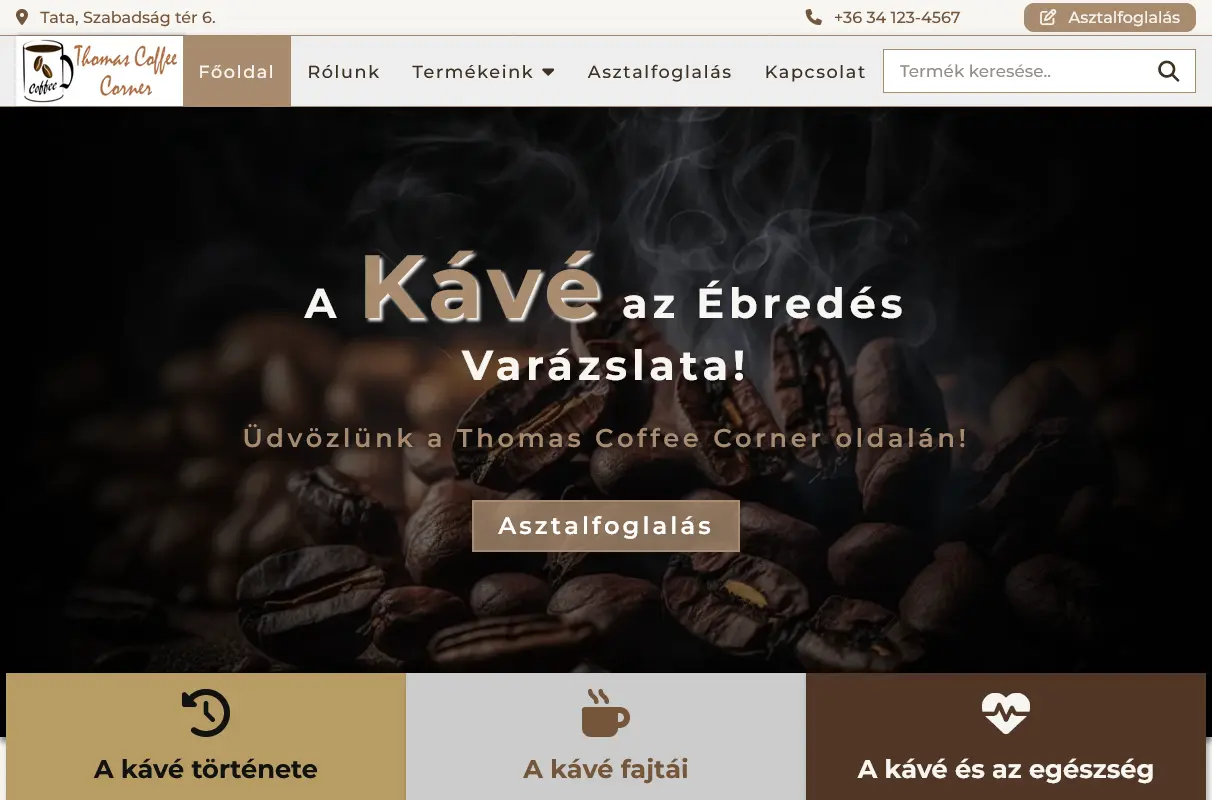 Tata, Szabadság tér 6.
+36 34 123-4567
Asztalfoglalás
Coffee
Thomas Coffee
Corner
Főoldal
Rólunk
Termékeink
Asztalfoglalás
Kapcsolat
Termék keresése..
A Kávé az Ébredés
Varázslata!
Üdvözlünk a Thomas Coffee Corner oldalán!
Asztalfoglalás
A kávé története
A kávé fajtái
A kávé és az egészség